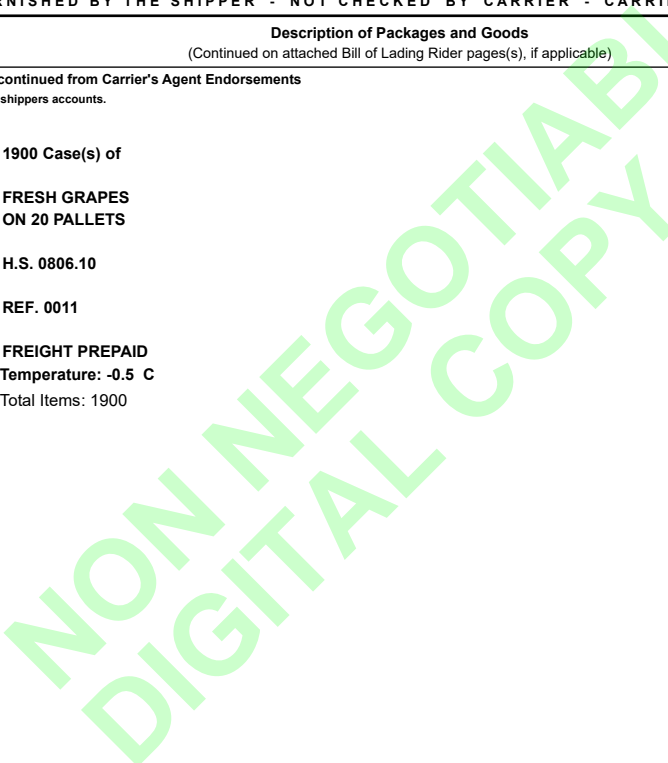 RNISHED BY THE SHIPPER - NOT CHECKED BY CARRIER - CARRI
Description of Packages and Goods
(Continued on attached Bill of Lading Rider pages(s), if applicable)
continued from Carrier's Agent Endorsements
shippers accounts.
1900 Case(s) of
FRESH GRAPES
ON 20 PALLETS
H.S. 0806.10
REF. 0011
FREIGHT PREPAID
Temperature: -0.5 C
Total Items: 1900
NON NEGOTIABL
DIGITAL COPY